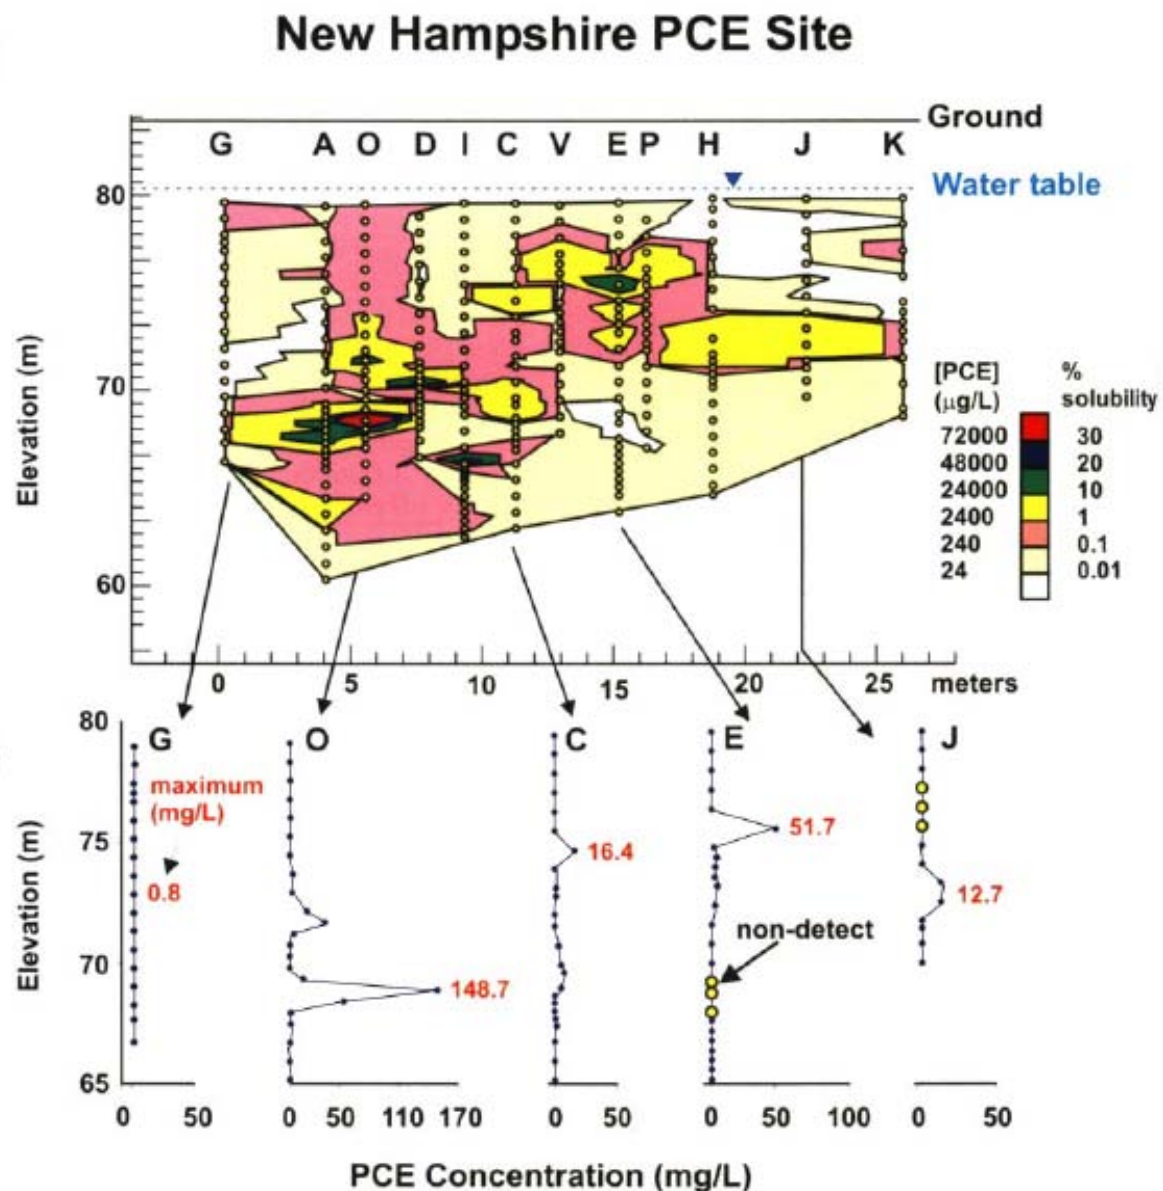 New Hampshire PCE Site
Ground
G A O D I C V E P H J K
Water table
80
70
60
Elevation (m)
[PCE] %
(µg/L) solubility
72000 30
48000 20
24000 10
2400 1
240 0.1
24 0.01
0 5 10 15 20 25 meters
80
75
70
65
Elevation (m)
G O C E J
maximum
(mg/L)
0.8
148.7
16.4
51.7
non-detect
12.7
0 50 0 50 110 170 0 50 0 50 100 0 50
PCE Concentration (mg/L)